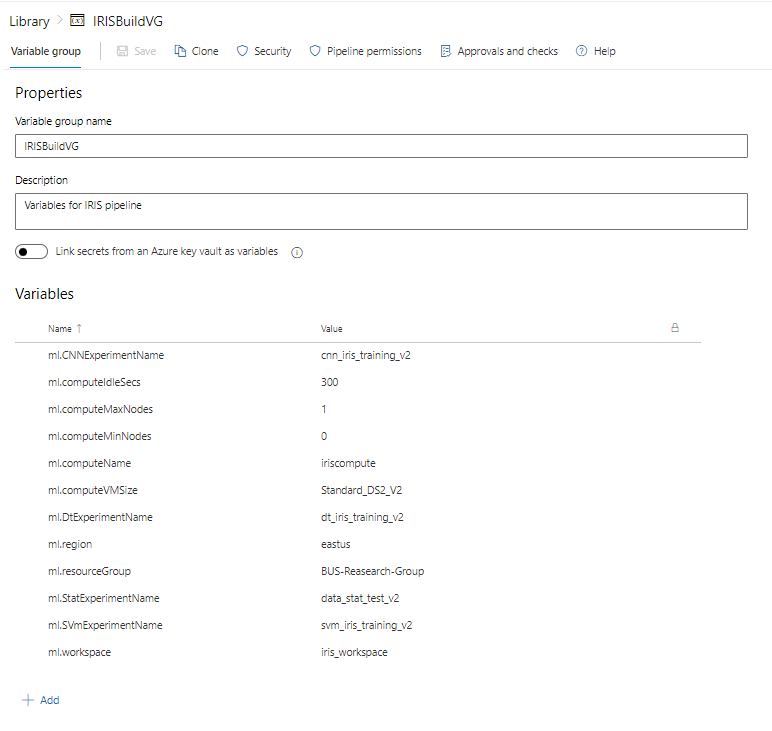 Library > IRISBuildVG
Variable group Save Clone Security Pipeline permissions Approvals and checks Help
Properties
Variable group name
IRISBuildVG
Description
Variables for IRIS pipeline
Link secrets from an Azure key vault as variables
Variables
Name ↑ Value
ml.CNNExperimentName cnn_iris_training_v2
ml.computeIdleSecs 300
ml.computeMaxNodes 1
ml.computeMinNodes 0
ml.computeName iriscompute
ml.computeVMSize Standard_DS2_V2
ml.DtExperimentName dt_iris_training_v2
ml.region eastus
ml.resourceGroup BUS-Reasearch-Group
ml.StatExperimentName data_stat_test_v2
ml.SVmExperimentName svm_iris_training_v2
ml.workspace iris_workspace
+ Add